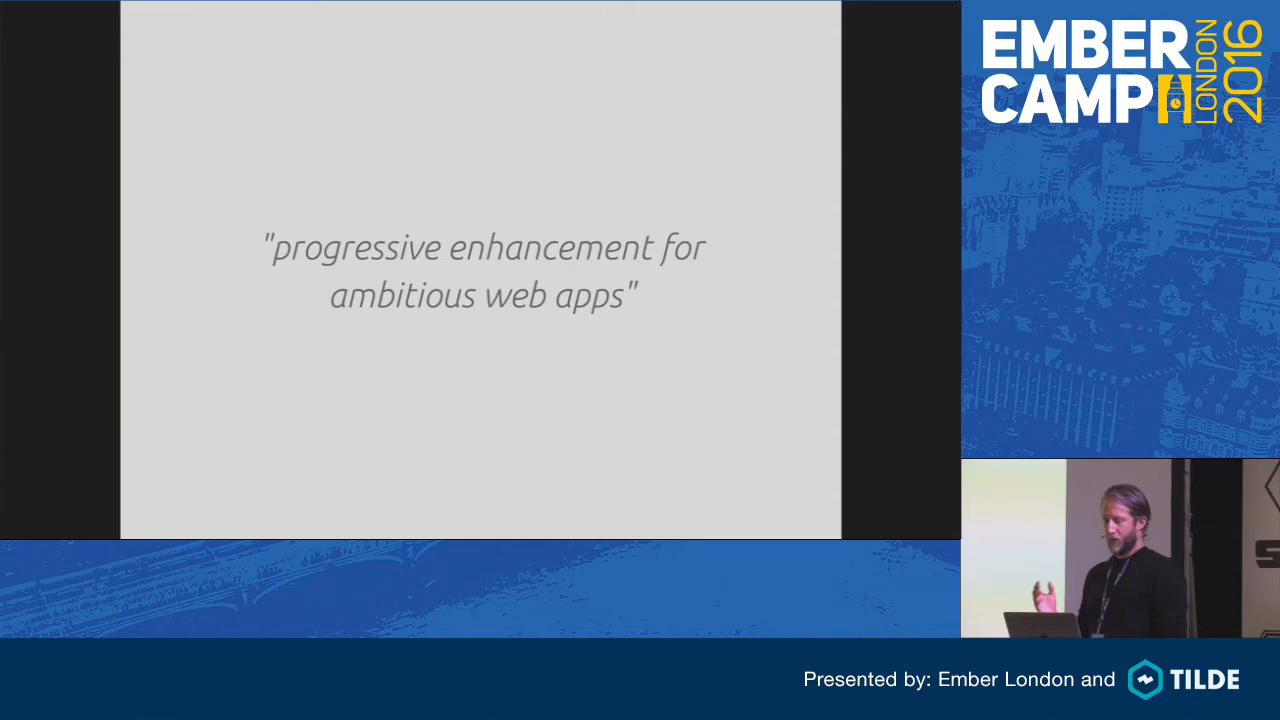 "progressive enhancement for
ambitious web apps"
EMBER
CAMP
LONDON
2016
Presented by: Ember London and
TILDE